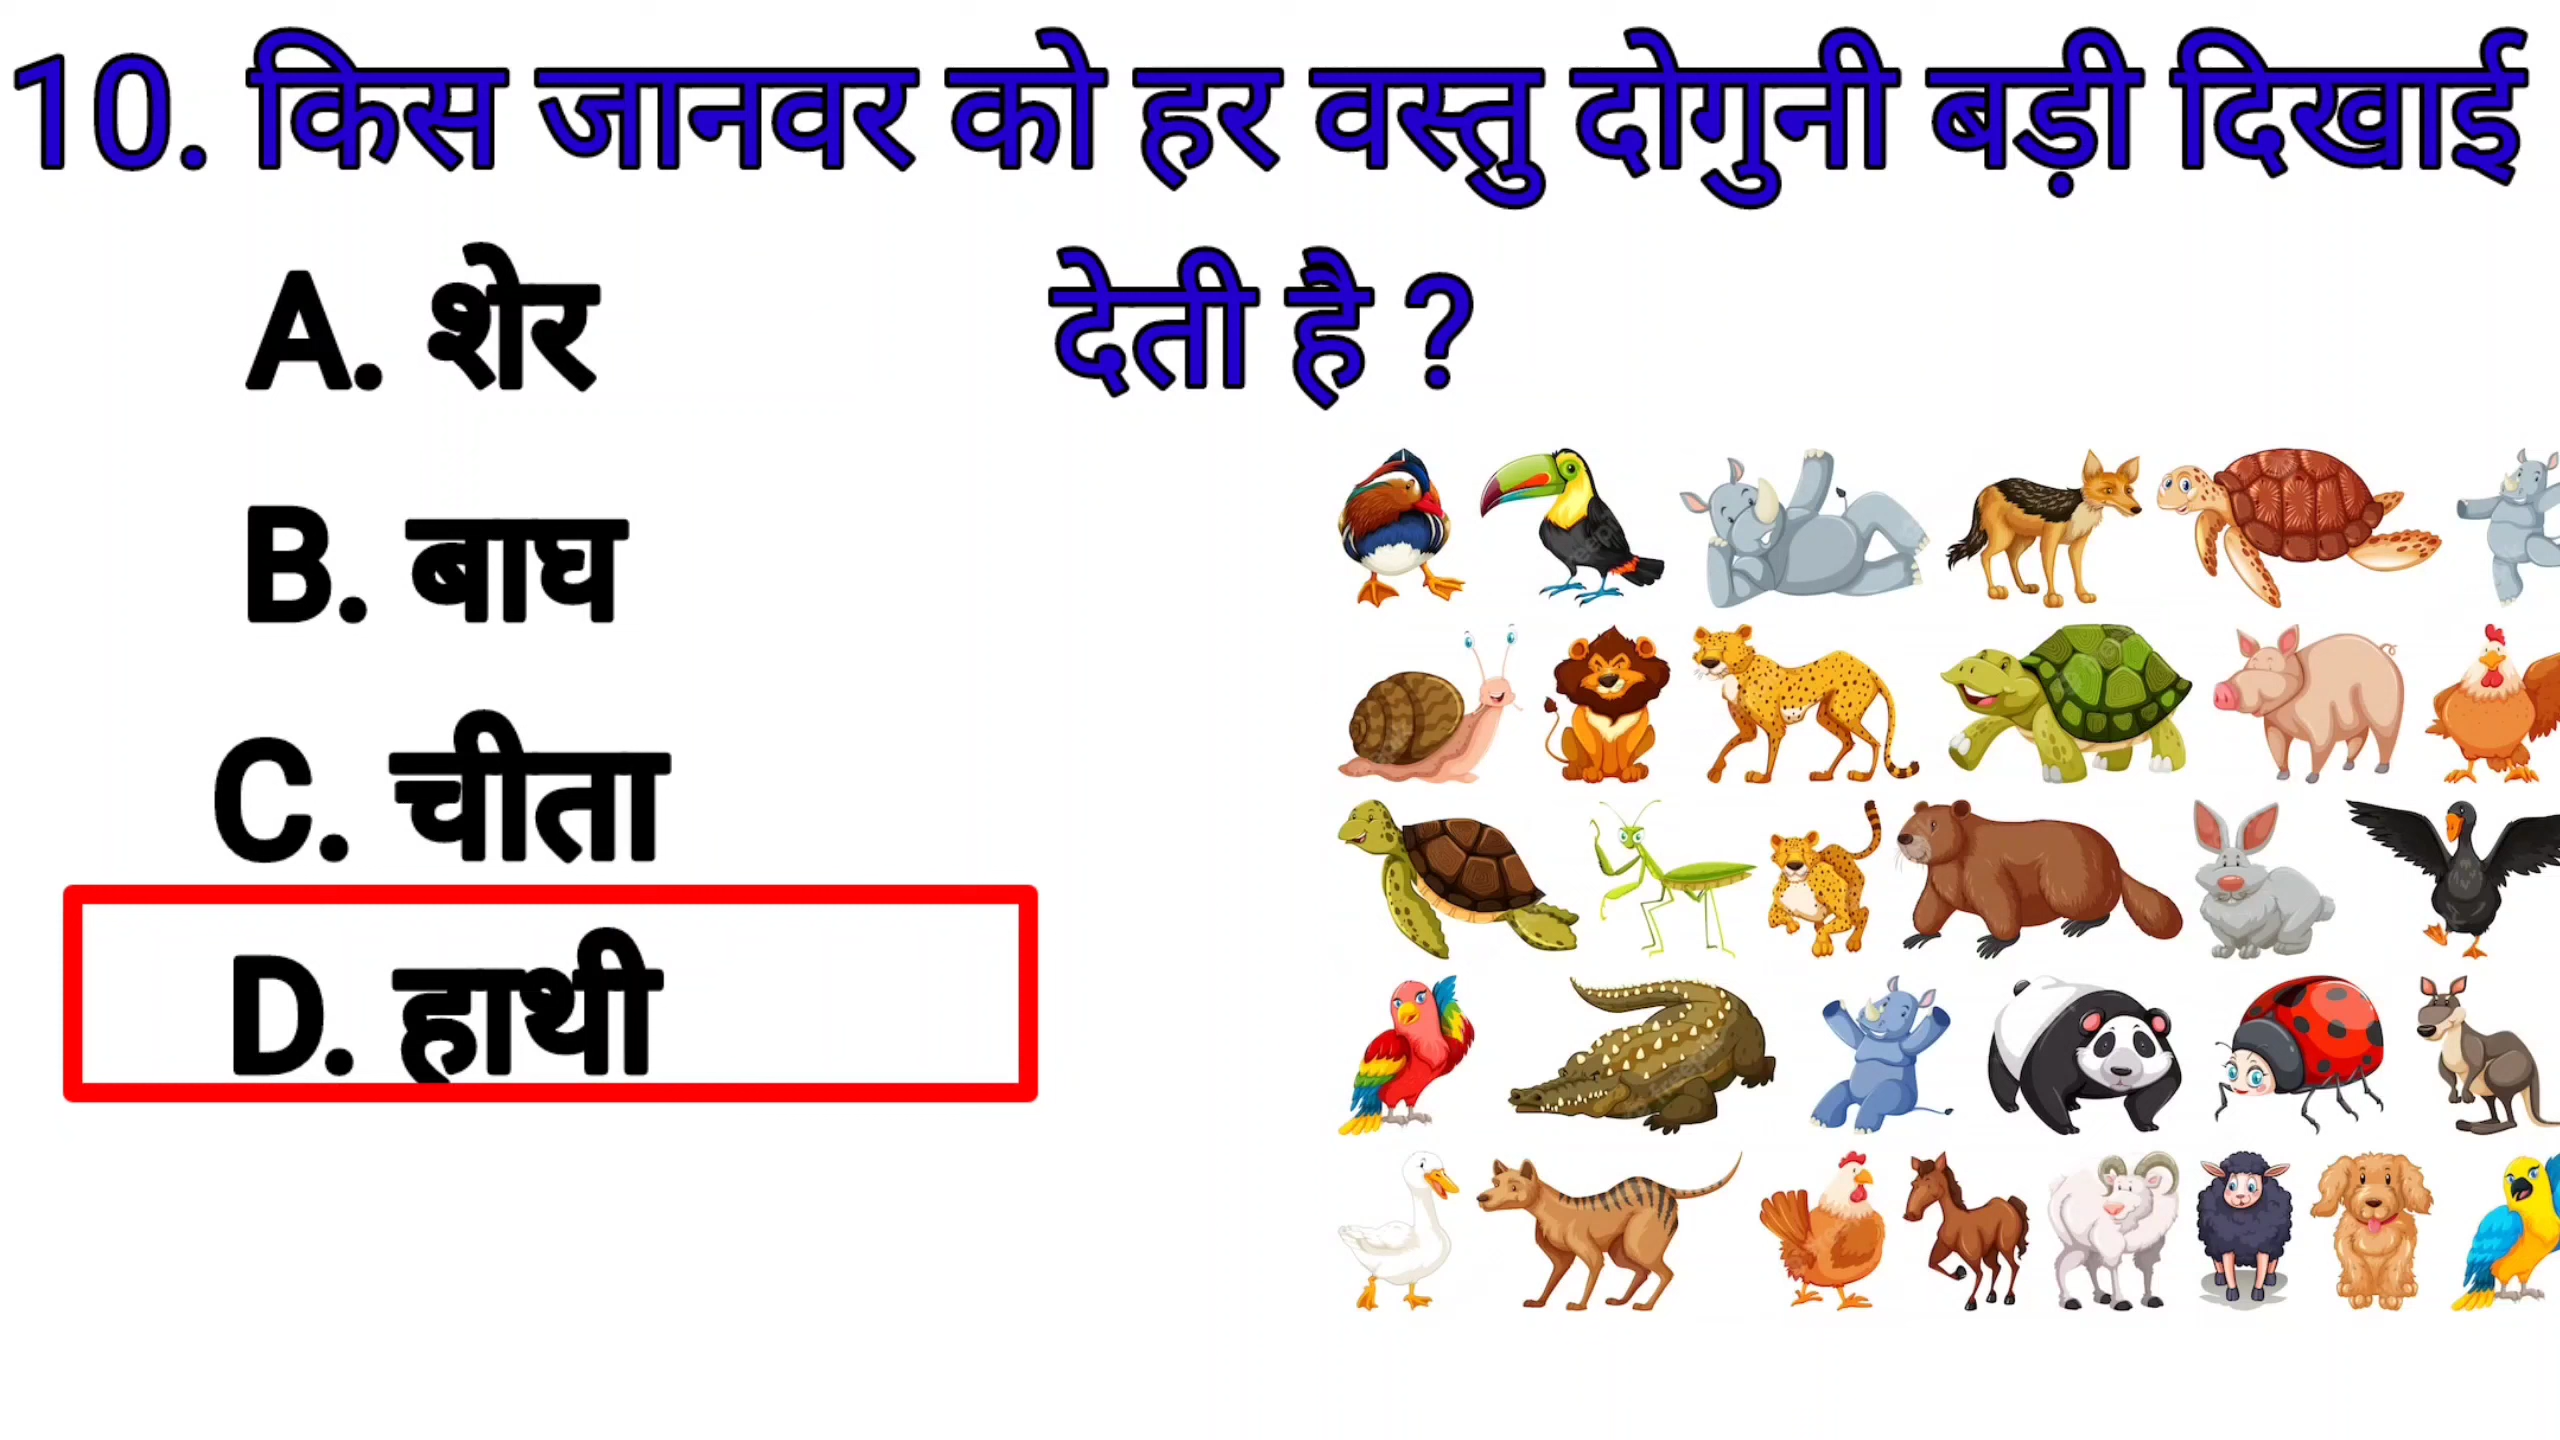 10. किस जानवर को हर वस्तु दोगुनी बड़ी दिखाई
देती है ?
A. शेर
B. बाघ
C. चीता
D. हाथी